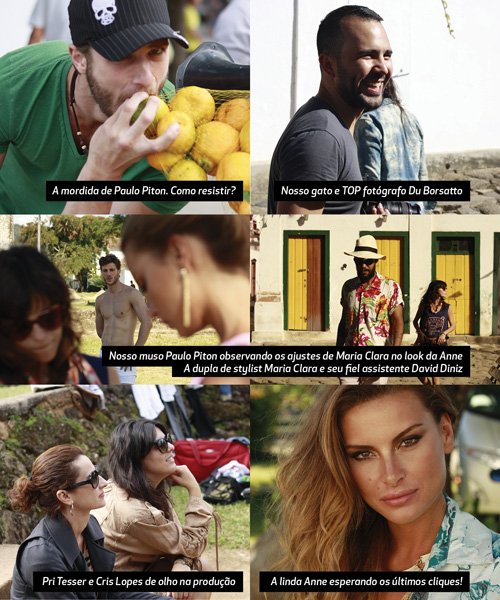 A mordida de Paulo Piton. Como resistir?
Nosso gato e TOP fotógrafo Du Borsatto
Nosso muso Paulo Piton observando os ajustes de Maria Clara no look da Anne
A dupla de stylist Maria Clara e seu fiel assistente David Diniz
Pri Tesser e Cris Lopes de olho na produção
A linda Anne esperando os últimos cliques!